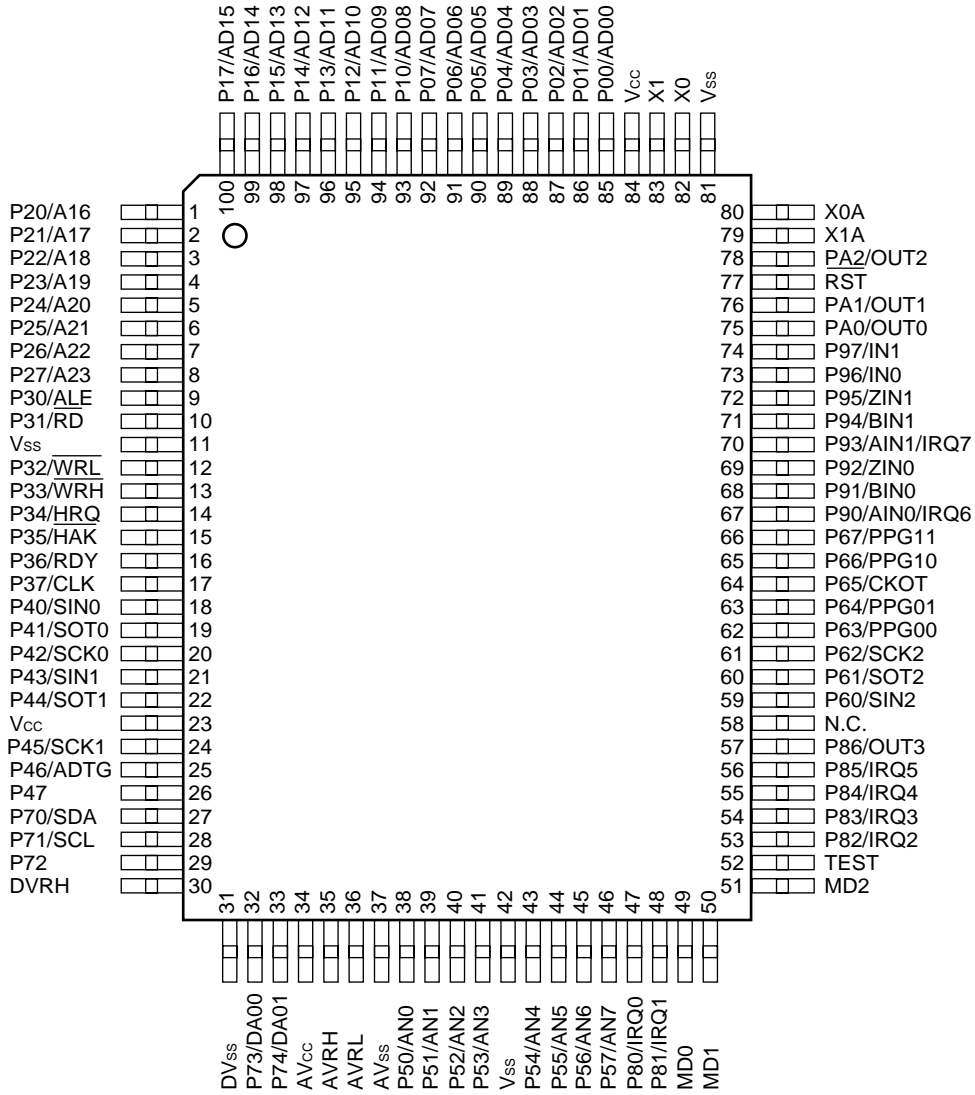 P17/AD15
P16/AD14
P15/AD13
P14/AD12
P13/AD11
P12/AD10
P11/AD09
P10/AD08
P07/AD07
P06/AD06
P05/AD05
P04/AD04
P03/AD03
P02/AD02
P01/AD01
P00/AD00
Vcc
X1
X0
Vss
100
99
98
97
96
95
94
93
92
91
90
89
88
87
86
85
84
83
82
81
P20/A16 1
P21/A17 2
P22/A18 3
P23/A19 4
P24/A20 5
P25/A21 6
P26/A22 7
P27/A23 8
P30/ALE 9
P31/RD 10
Vss 11
P32/WRL 12
P33/WRH 13
P34/HRQ 14
P35/HAK 15
P36/RDY 16
P37/CLK 17
P40/SIN0 18
P41/SOT0 19
P42/SCK0 20
P43/SIN1 21
P44/SOT1 22
Vcc 23
P45/SCK1 24
P46/ADTG 25
P47 26
P70/SDA 27
P71/SCL 28
P72 29
DVRH 30
80 X0A
79 X1A
78 PA2/OUT2
77 RST
76 PA1/OUT1
75 PA0/OUT0
74 P97/IN1
73 P96/IN0
72 P95/ZIN1
71 P94/BIN1
70 P93/AIN1/IRQ7
69 P92/ZIN0
68 P91/BIN0
67 P90/AIN0/IRQ6
66 P67/PPG11
65 P66/PPG10
64 P65/CKOT
63 P64/PPG01
62 P63/PPG00
61 P62/SCK2
60 P61/SOT2
59 P60/SIN2
58 N.C.
57 P86/OUT3
56 P85/IRQ5
55 P84/IRQ4
54 P83/IRQ3
53 P82/IRQ2
52 TEST
51 MD2
31
32
33
34
35
36
37
38
39
40
41
42
43
44
45
46
47
48
49
50
DVss
P73/DA00
P74/DA01
AVcc
AVRH
AVRL
AVss
P50/AN0
P51/AN1
P52/AN2
P53/AN3
Vss
P54/AN4
P55/AN5
P56/AN6
P57/AN7
P80/IRQ0
P81/IRQ1
MD0
MD1